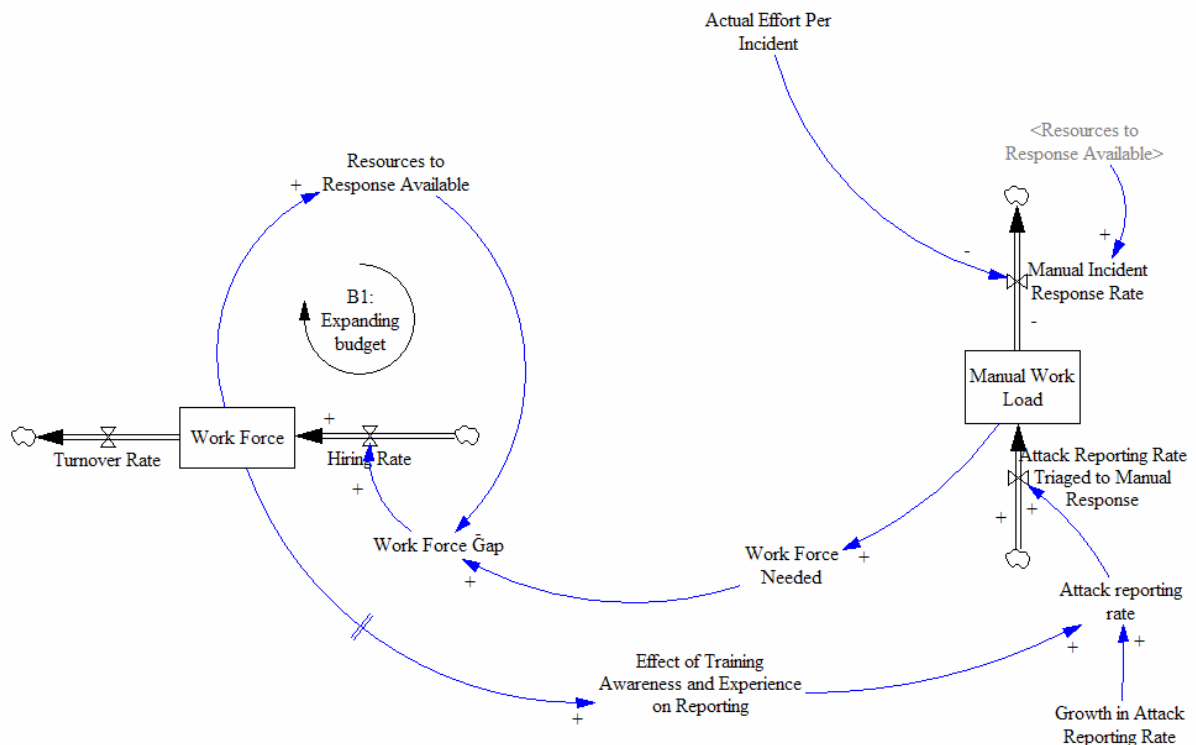 Actual Effort Per
Incident
<Resources to
Response Available>
Resources to
Response Available
+
+
-
Manual Incident
Response Rate
B1:
Expanding
budget
-
Manual Work
Load
+
Work Force
Turnover Rate
Hiring Rate
Attack Reporting Rate
Triaged to Manual
Response
+
+
+
Work Force Gap
Work Force
Needed
+
+
Attack reporting
rate
+
+
Effect of Training
Awareness and Experience
on Reporting
+
Growth in Attack
Reporting Rate